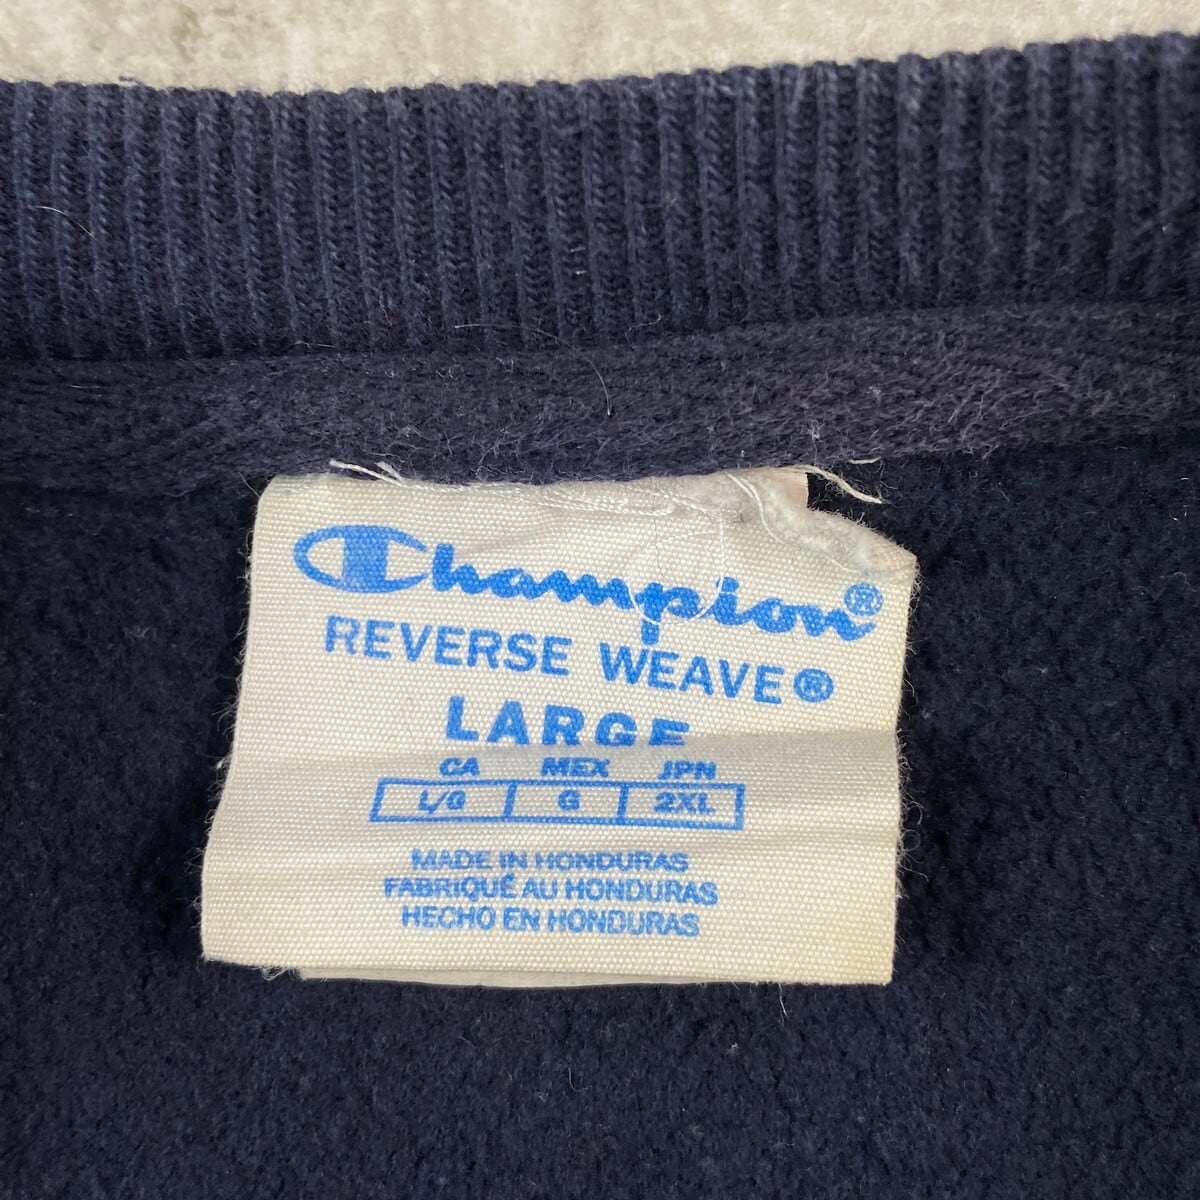 Champion®
REVERSE WEAVE®
LARGE
CA MEX JPN
L/G G 2XL
MADE IN HONDURAS
FABRIQUÉ AU HONDURAS
HECHO EN HONDURAS